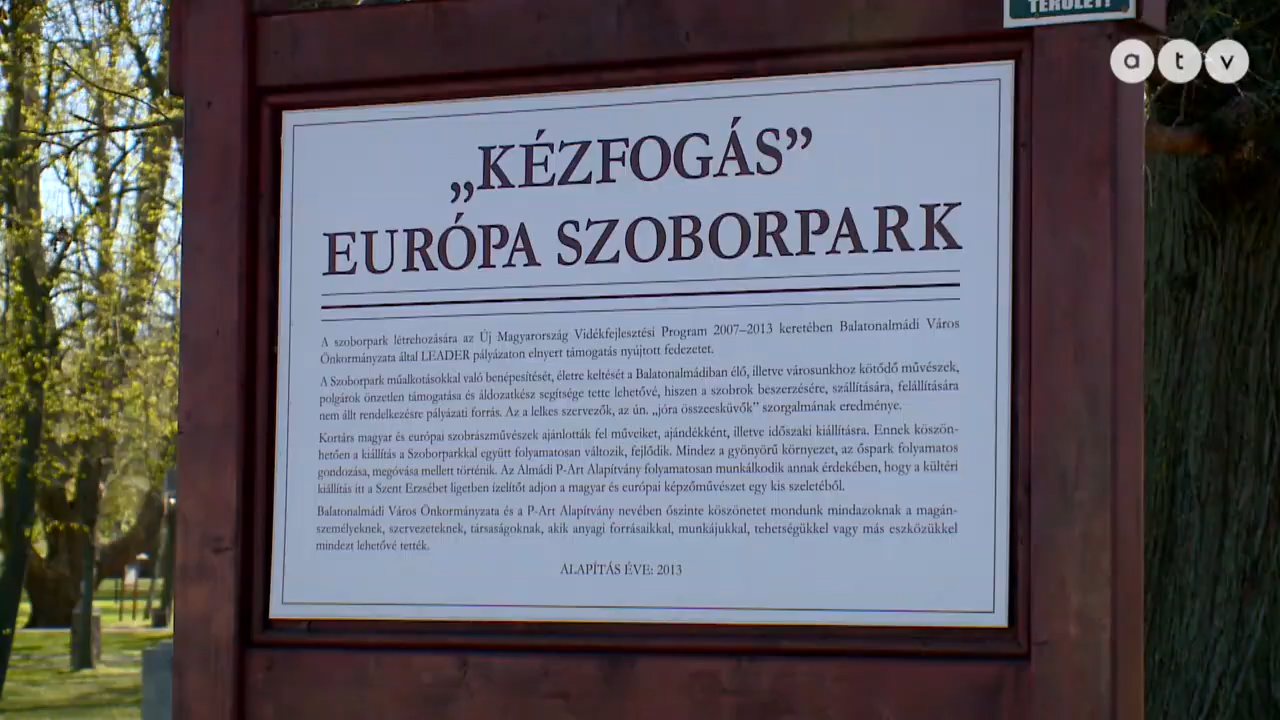 TERÜLET!
atv
„KÉZFOGÁS”
EURÓPA SZOBORPARK
A szoborpark létrehozására az Új Magyarország Vidékfejlesztési Program 2007–2013 keretében Balatonalmádi Város
Önkormányzata által LEADER pályázaton elnyert támogatás nyújtott fedezetet.
A Szoborpark műalkotásokkal való benépesítését, életre keltését a Balatonalmádiban élő, illetve városunkhoz kötődő művészek,
polgárok önzetlen támogatása és áldozatkész segítsége tette lehetővé, hiszen a szobrok beszerzésére, szállítására, felállítására
nem állt rendelkezésre pályázati forrás. Az a lelkes szervezők, az ún. „jóra összeesküvők” szorgalmának eredménye.
Kortárs magyar és európai szobrászművészek ajánlották fel műveiket, ajándékként, illetve időszaki kiállításra. Ennek köszön-
hetően a kiállítás a Szoborparkkal együtt folyamatosan változik, fejlődik. Mindez a gyönyörű környezet, az őspark folyamatos
gondozása, megóvása mellett történik. Az Almádi P-Art Alapítvány folyamatosan munkálkodik annak érdekében, hogy a kültéri
kiállítás itt a Szent Erzsébet ligetben ízelítőt adjon a magyar és európai képzőművészet egy kis szeletéből.
Balatonalmádi Város Önkormányzata és a P-Art Alapítvány nevében őszinte köszönetet mondunk mindazoknak a magán-
személyeknek, szervezeteknek, társaságoknak, akik anyagi forrásaikkal, munkájukkal, tehetségükkel vagy más eszközükkel
mindezt lehetővé tették.
ALAPÍTÁS ÉVE: 2013